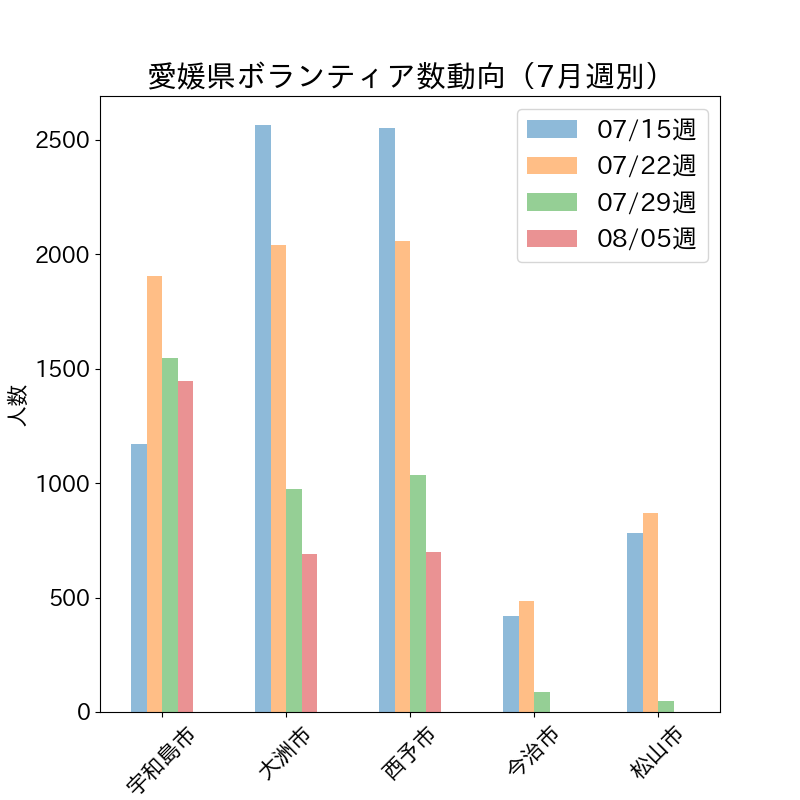 愛媛県ボランティア数動向（7月週別）
07/15週
07/22週
07/29週
08/05週
人数
2500
2000
1500
1000
500
0
宇和島市
大洲市
西予市
今治市
松山市